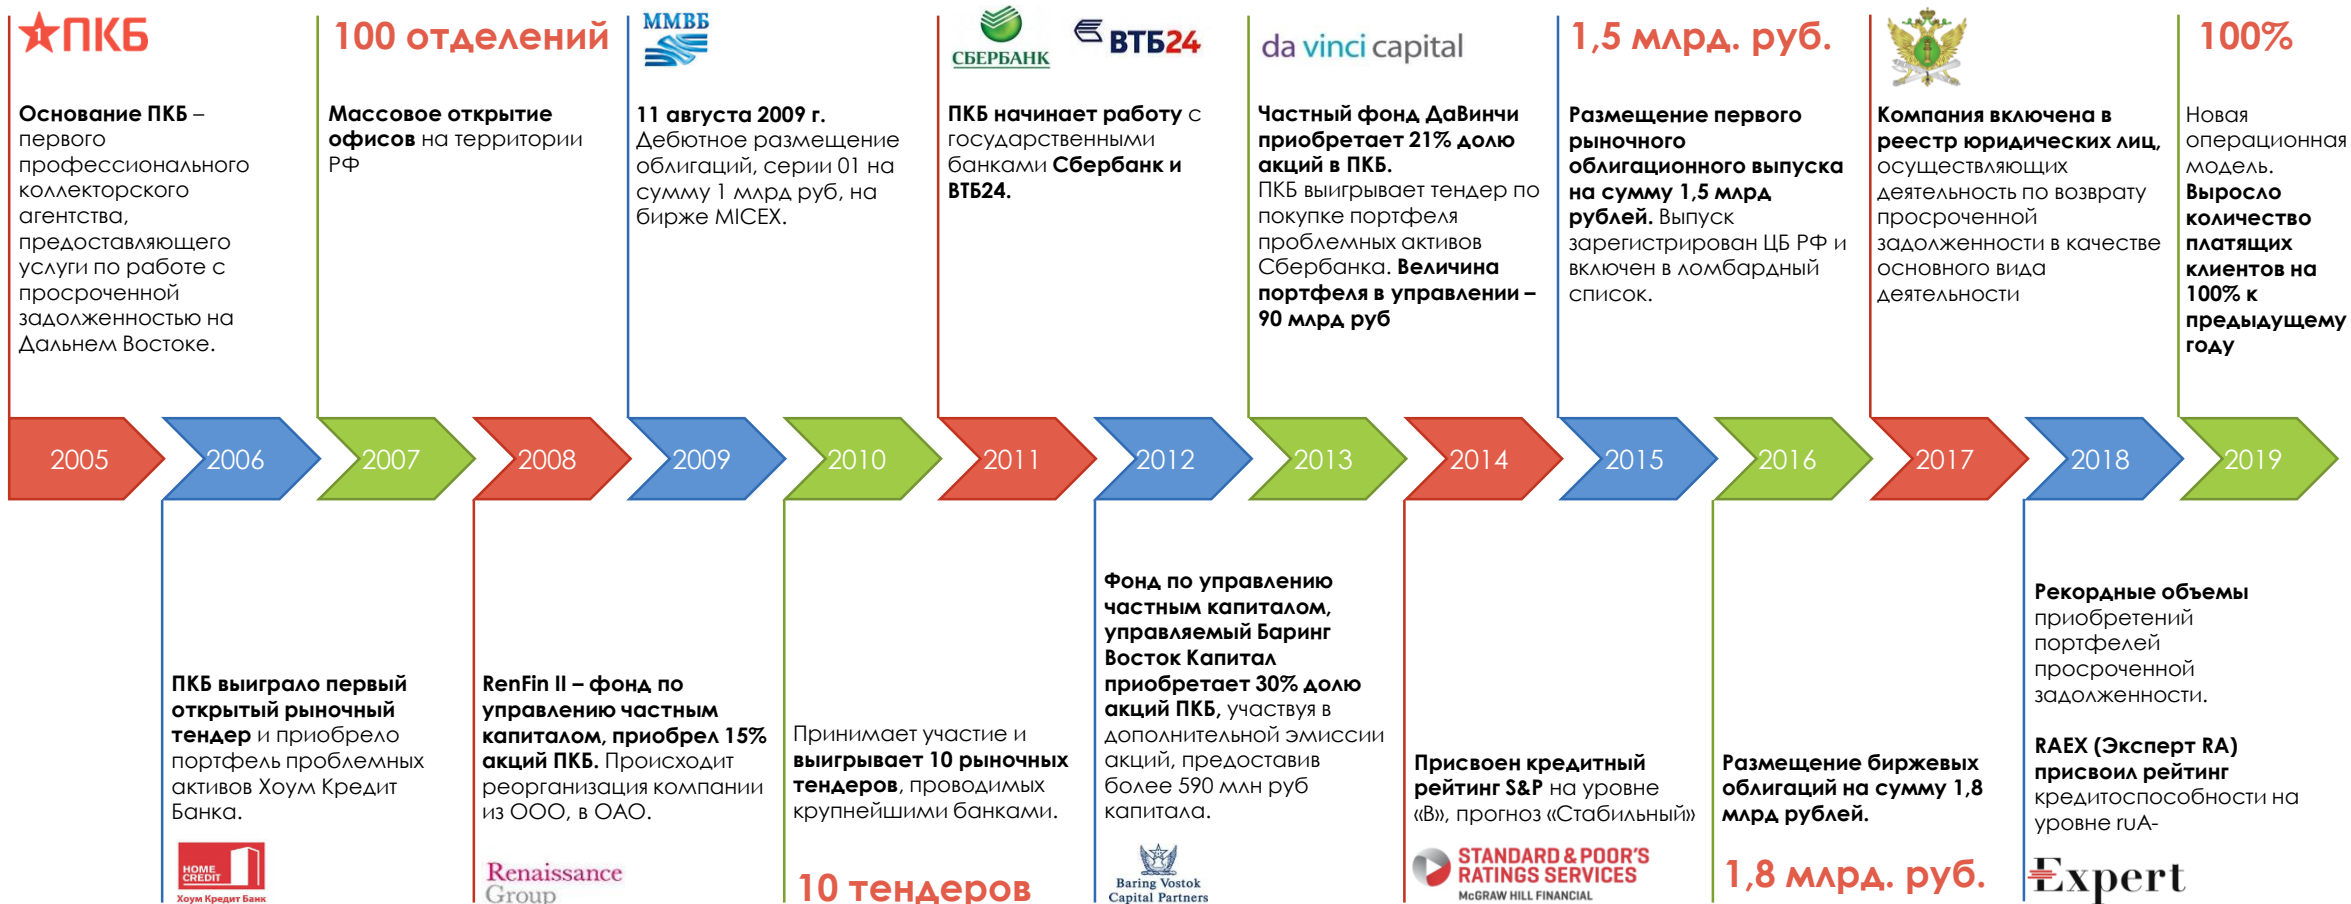 ПКБ
Основание ПКБ –
первого
профессионального
коллекторского
агентства,
предоставляющего
услуги по работе с
просроченной
задолженностью на
Дальнем Востоке.
100 отделений
Массовое открытие
офисов на территории
РФ
ММВБ
11 августа 2009 г.
Дебютное размещение
облигаций, серии 01 на
сумму 1 млрд руб, на
бирже MICEX.
СБЕРБАНК
ВТБ24
ПКБ начинает работу с
государственными
банками Сбербанк и
ВТБ24.
da vinci capital
Частный фонд ДаВинчи
приобретает 21% долю
акций в ПКБ.
ПКБ выигрывает тендер по
покупке портфеля
проблемных активов
Сбербанка. Величина
портфеля в управлении –
90 млрд руб
1,5 млрд. руб.
Размещение первого
рыночного
облигационного выпуска
на сумму 1,5 млрд
рублей. Выпуск
зарегистрирован ЦБ РФ и
включен в ломбардный
список.
Компания включена в
реестр юридических лиц,
осуществляющих
деятельность по возврату
просроченной
задолженности в качестве
основного вида
деятельности
100%
Новая
операционная
модель.
Выросло
количество
платящих
клиентов на
100% к
предыдущему
году
2005
2006
2007
2008
2009
2010
2011
2012
2013
2014
2015
2016
2017
2018
2019
ПКБ выиграло первый
открытый рыночный
тендер и приобрело
портфель проблемных
активов Хоум Кредит
Банка.
HOME
CREDIT
Хоум Кредит Банк
RenFin II – фонд по
управлению частным
капиталом, приобрел 15%
акций ПКБ. Происходит
реорганизация компании
из ООО, в ОАО.
Renaissance
Group
Принимает участие и
выигрывает 10 рыночных
тендеров, проводимых
крупнейшими банками.
10 тендеров
Фонд по управлению
частным капиталом,
управляемый Баринг
Восток Капитал
приобретает 30% долю
акций ПКБ, участвуя в
дополнительной эмиссии
акций, предоставив
более 590 млн руб
капитала.
Baring Vostok
Capital Partners
Присвоен кредитный
рейтинг S&P на уровне
«В», прогноз «Стабильный»
STANDARD & POOR'S
RATINGS SERVICES
McGRAW HILL FINANCIAL
Размещение биржевых
облигаций на сумму 1,8
млрд рублей.
1,8 млрд. руб.
Рекордные объемы
приобретений
портфелей
просроченной
задолженности.
RAEX (Эксперт RA)
присвоил рейтинг
кредитоспособности на
уровне ruA-
Expert